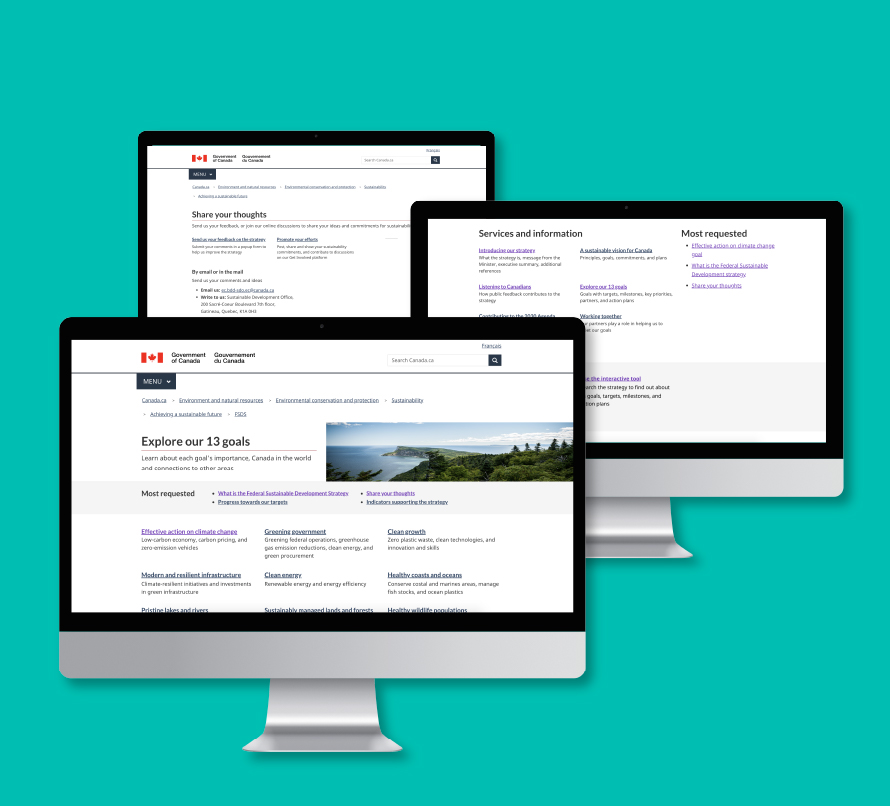 Français
Government of Canada Gouvernement du Canada
Search Canada.ca
MENU
Canada.ca > Environment and natural resources > Environmental conservation and protection > Sustainability
> Achieving a sustainable future
Share your thoughts
Send us your feedback, or join our online discussions to share your ideas and commitments for
Send us your feedback on the strategy
Submit your comments in a popup form to
help us improve the strategy
Promote your efforts
Post, share and show your sustainability
commitments, and contribute to discussions
on our Get Involved platform
By email or in the mail
Send us your comments and ideas
• Email us: ec.bdd-sdo.ec@canada.ca
• Write to us: Sustainable Development Office,
200 Sacré-Coeur Boulevard 7th floor,
Gatineau, Quebec, K1A 0H3
Services and information
Introducing our strategy
What the strategy is, message from the
Minister, executive summary, additional
references
A sustainable vision for Canada
Principles, goals, commitments, and plans
Listening to Canadians
How public feedback contributes to the
strategy
Explore our 13 goals
Goals with targets, milestones, key priorities,
partners, and action plans
Contributing to the 2030 Agenda
Working together
partners play a role in helping us to
our goals
the interactive tool
the strategy to find out about
goals, targets, milestones, and
plans
Most requested
• Effective action on climate change
goal
• What is the Federal Sustainable
Development strategy
• Share your thoughts
Français
Government of Canada Gouvernement du Canada
Search Canada.ca
MENU
Canada.ca > Environment and natural resources > Environmental conservation and protection > Sustainability
> Achieving a sustainable future > FSDS
Explore our 13 goals
Learn about each goal's importance, Canada in the world
and connections to other areas
Most requested
• What is the Federal Sustainable Development Strategy
• Progress towards our targets
• Share your thoughts
• Indicators supporting the strategy
Effective action on climate change
Low-carbon economy, carbon pricing, and
zero-emission vehicles
Greening government
Greening federal operations, greenhouse
gas emission reductions, clean energy, and
green procurement
Clean growth
Zero plastic waste, clean technologies, and
innovation and skills
Modern and resilient infrastructure
Climate-resilient initiatives and investments
in green infrastructure
Clean energy
Renewable energy and energy efficiency
Healthy coasts and oceans
Conserve costal and marines areas, manage
fish stocks, and ocean plastics
Pristine lakes and rivers
Sustainably managed lands and forests
Healthy wildlife populations